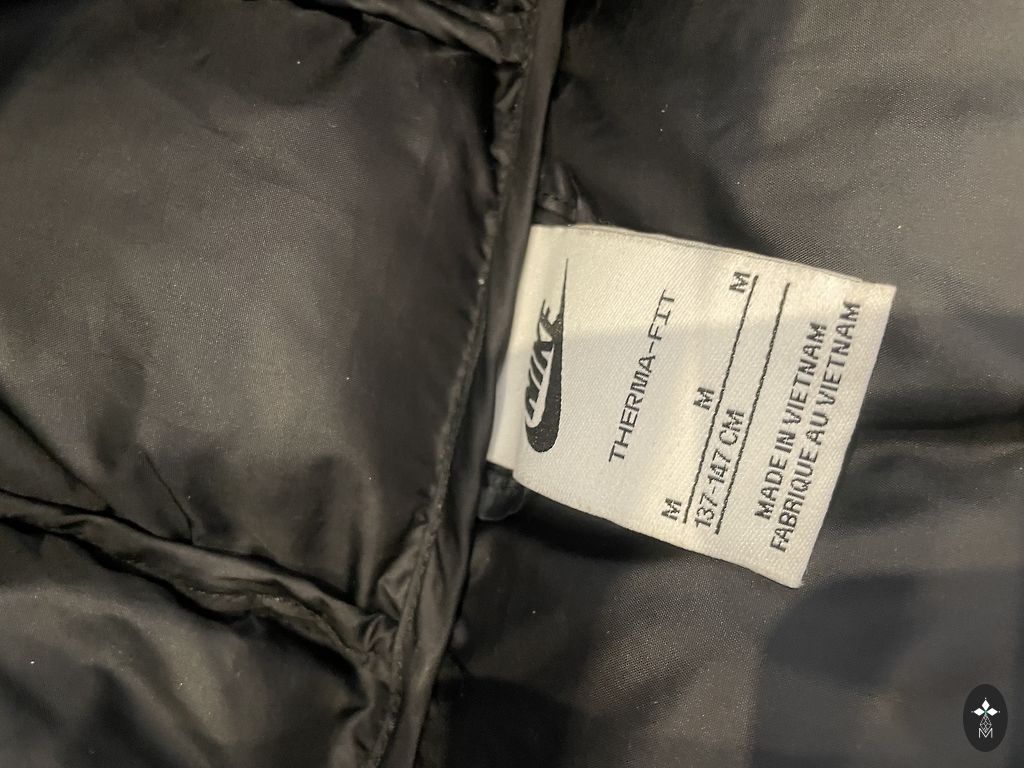 NIKE
THERMA-FIT
M M M
137-147 CM
MADE IN VIETNAM
FABRIQUE AU VIETNAM
M